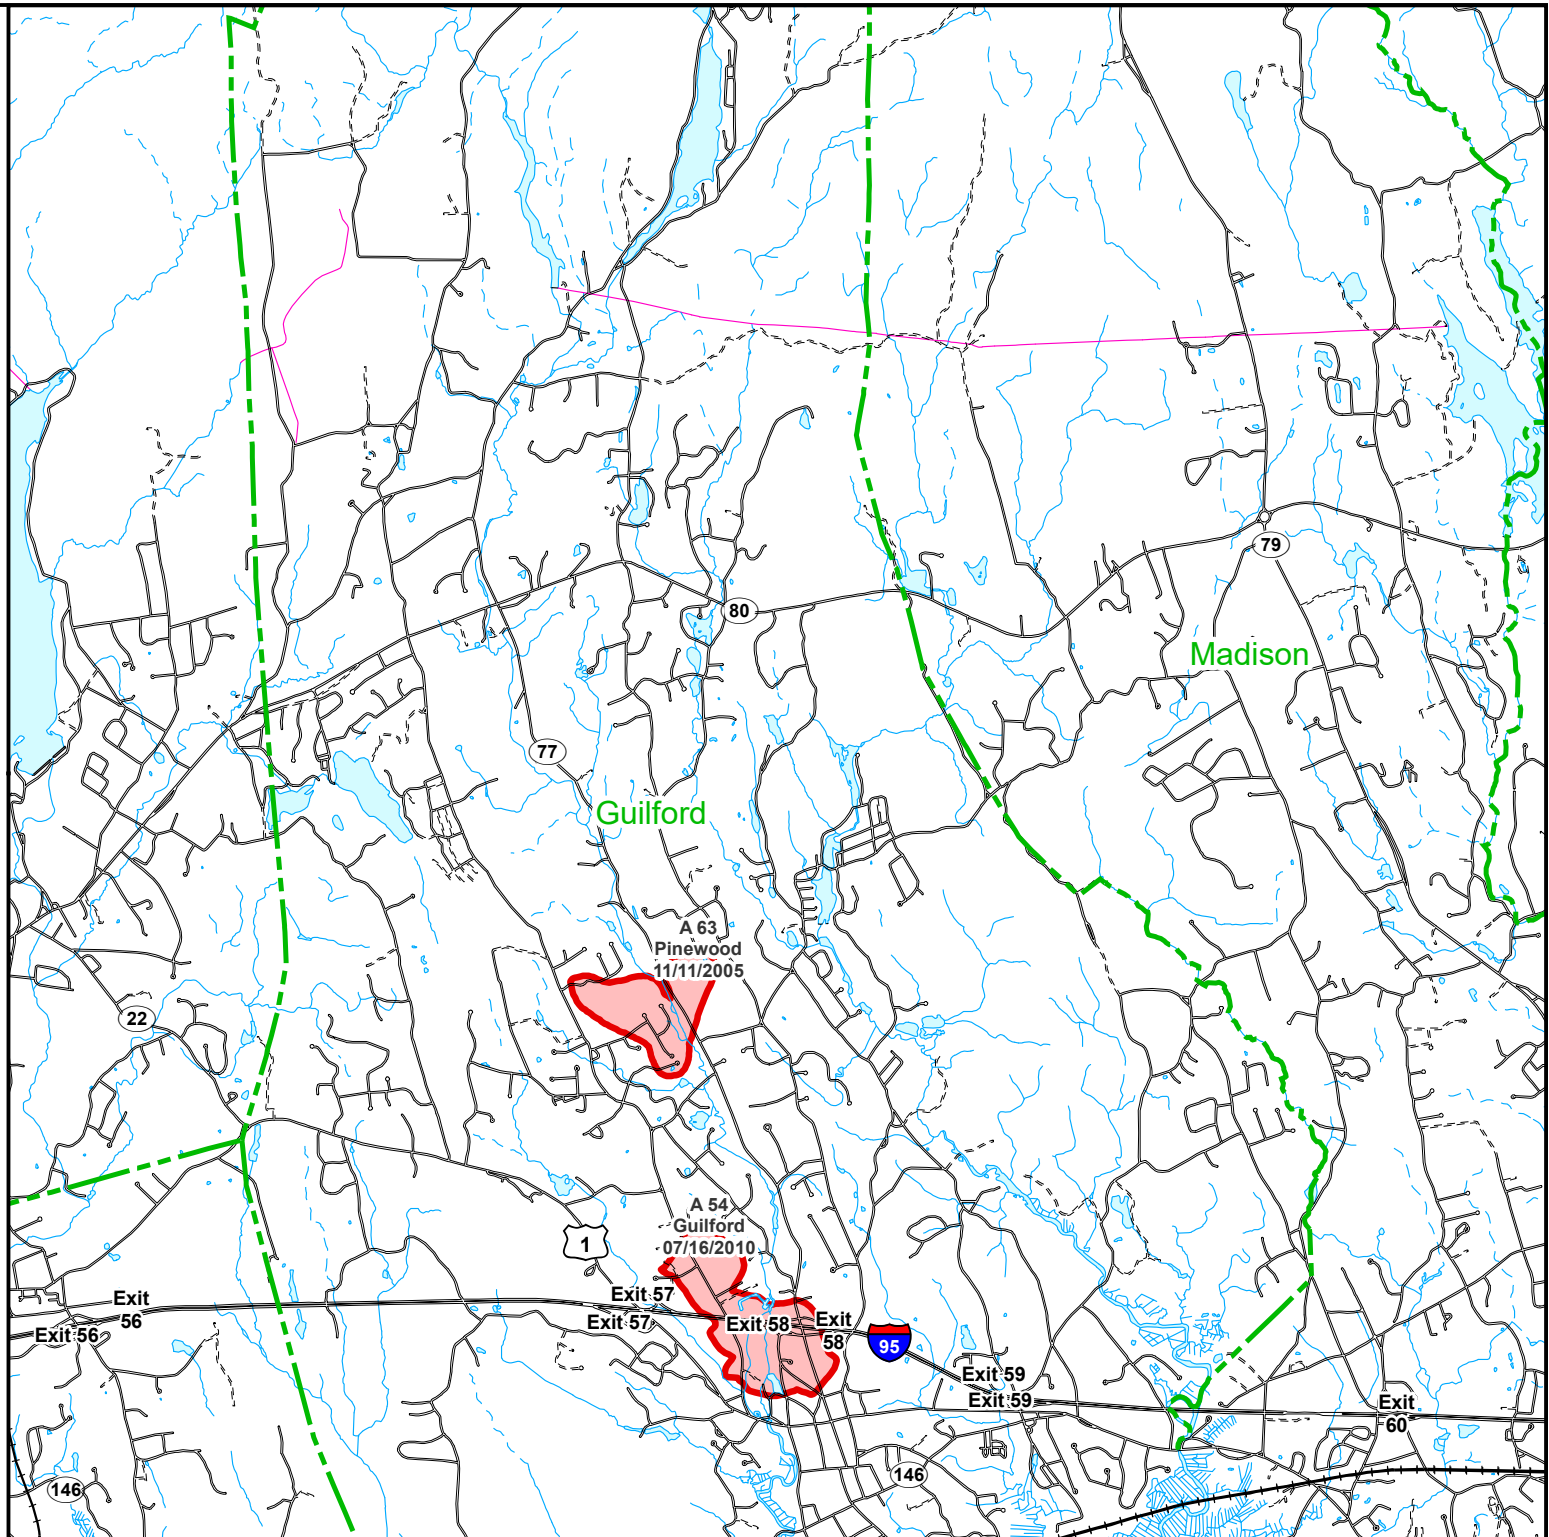 79
80
Madison
77
Guilford
A 63
Pinewood
11/11/2005
22
A 54
Guilford
07/16/2010
1
Exit 57
Exit
56
Exit 56
Exit 57
Exit 58
Exit
58
95
Exit 59
Exit 59
Exit
60
146
146